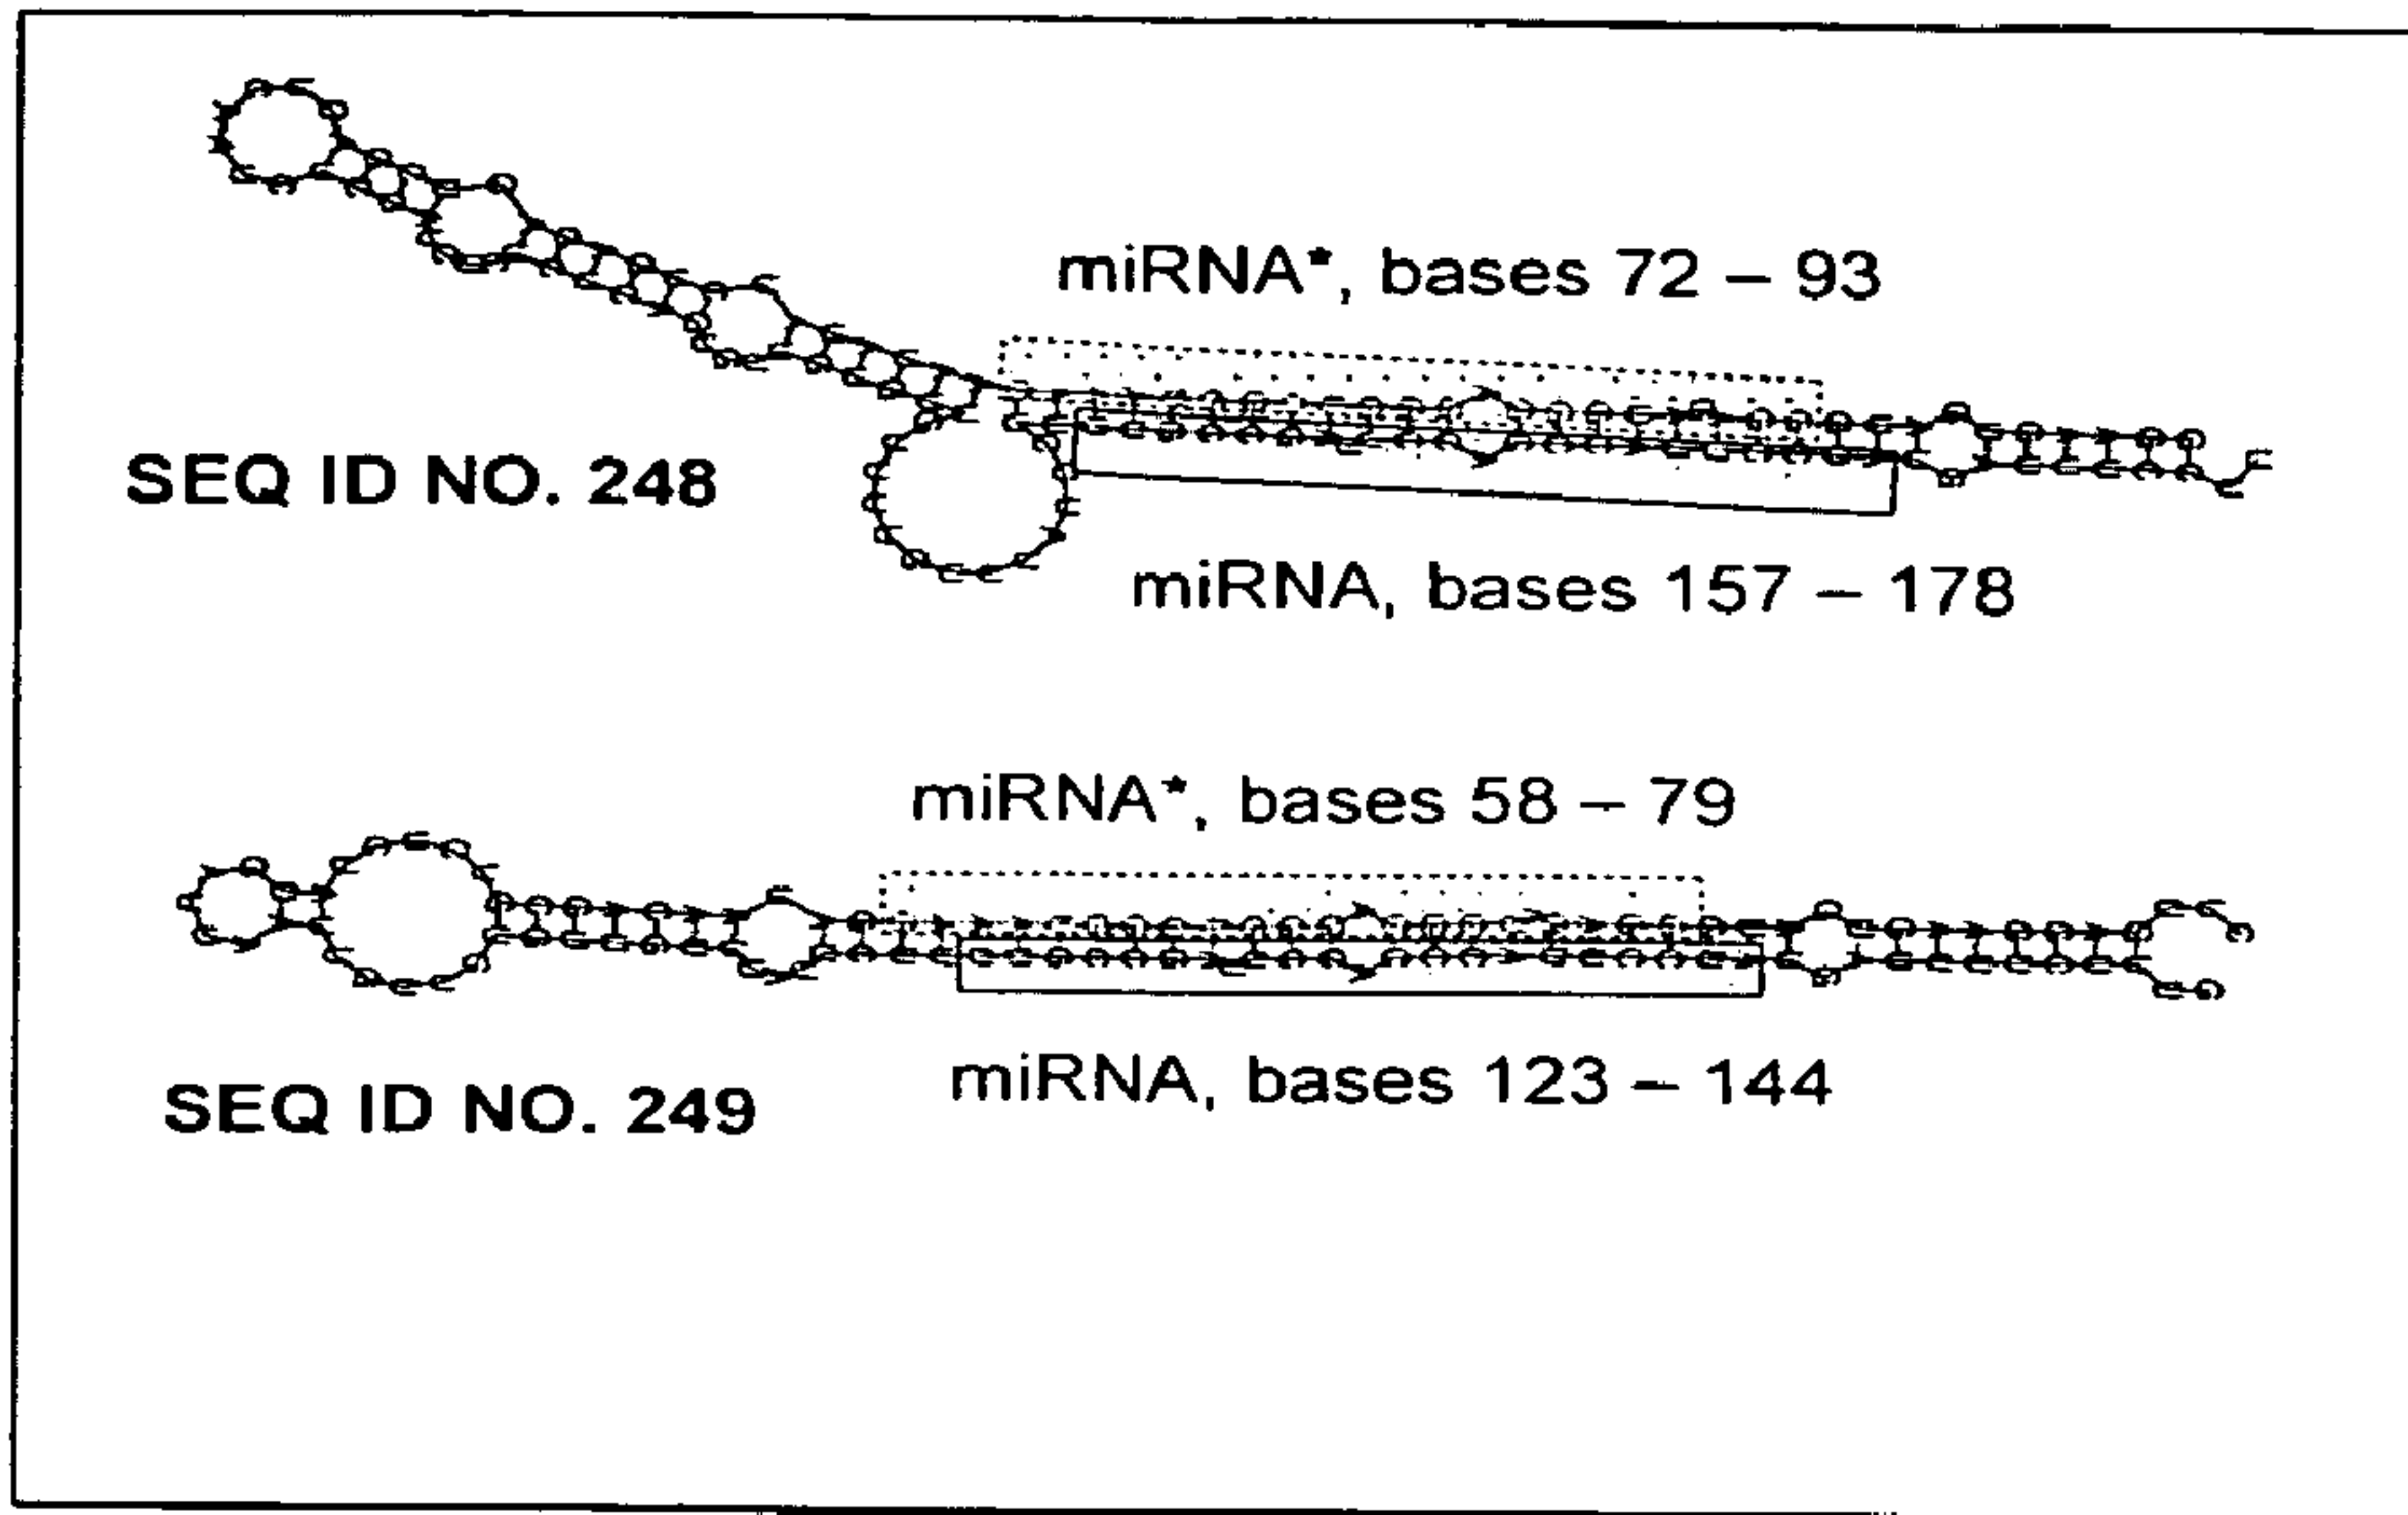 miRNA*, bases 72 – 93
SEQ ID NO. 248
miRNA, bases 157 – 178
miRNA*, bases 58 – 79
miRNA, bases 123 – 144
SEQ ID NO. 249